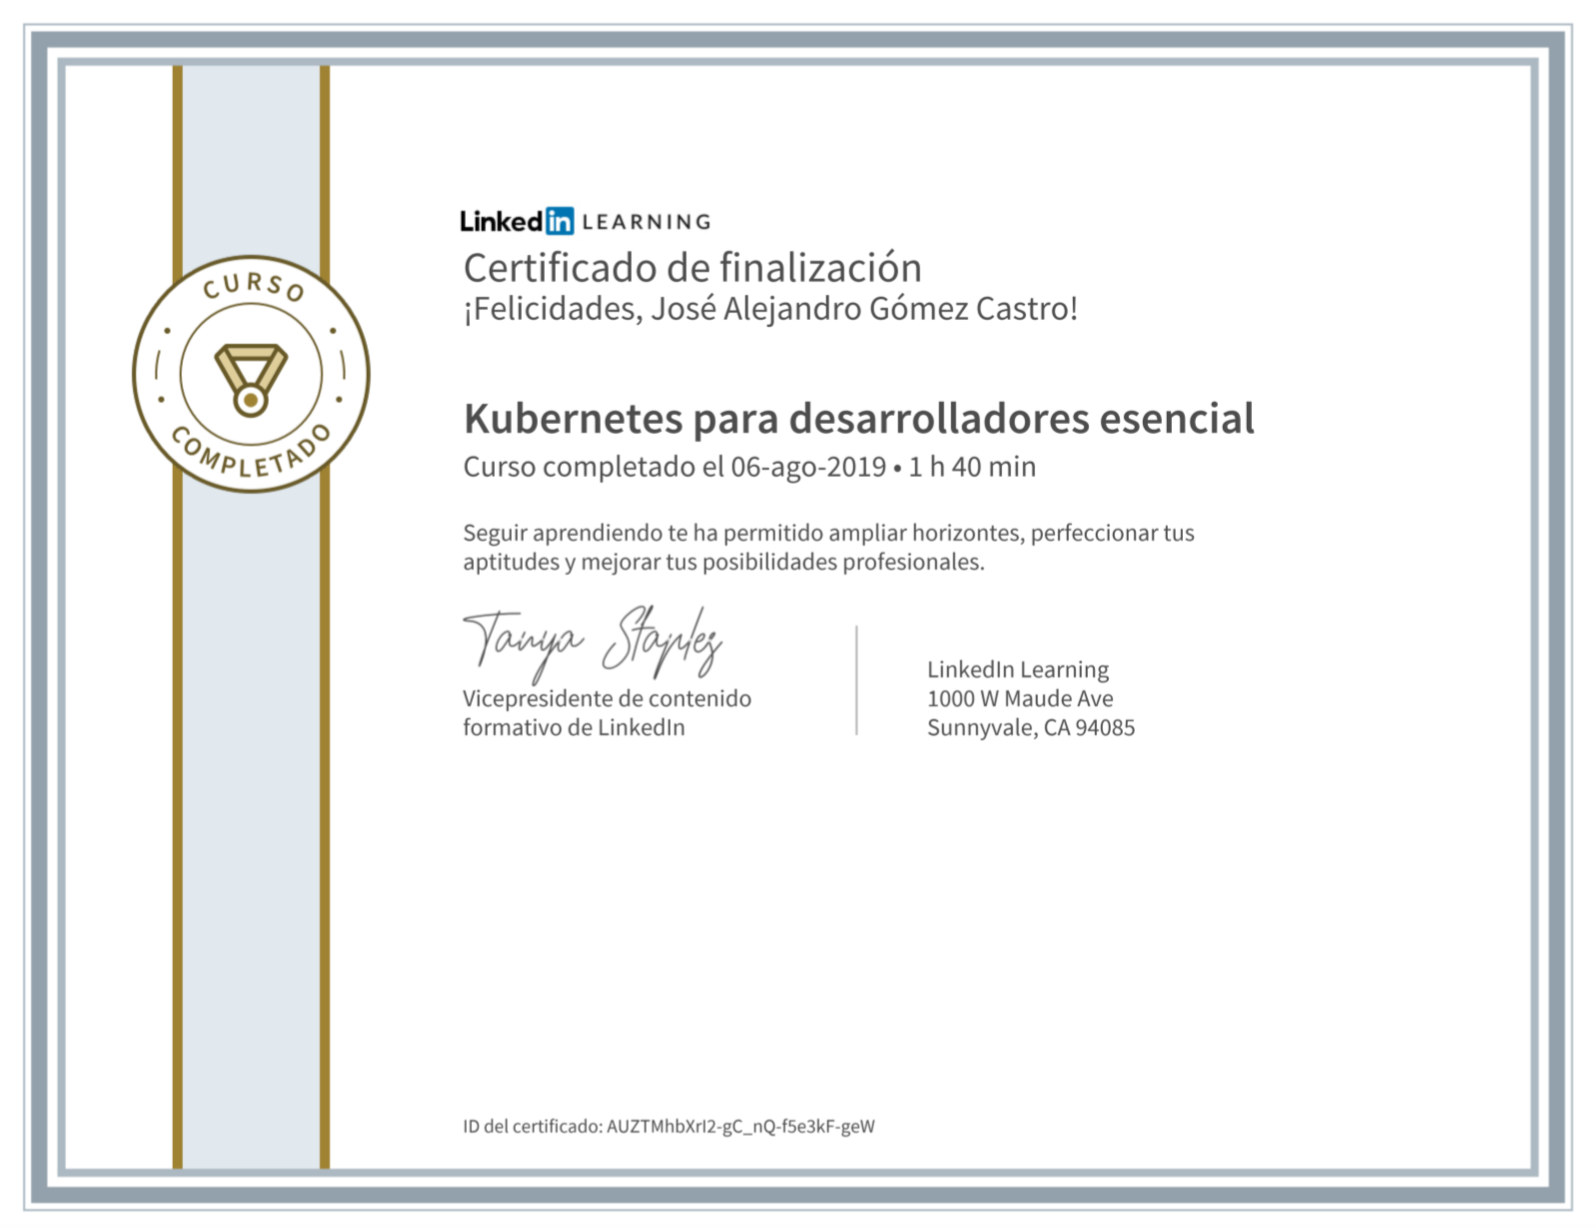 LinkedIn LEARNING
Certificado de finalización
¡Felicidades, José Alejandro Gómez Castro!
CURSO
COMPLETADO
Kubernetes para desarrolladores esencial
Curso completado el 06-ago-2019 • 1 h 40 min
Seguir aprendiendo te ha permitido ampliar horizontes, perfeccionar tus
aptitudes y mejorar tus posibilidades profesionales.
Tanya Staples
Vicepresidente de contenido
formativo de LinkedIn
LinkedIn Learning
1000 W Maude Ave
Sunnyvale, CA 94085
ID del certificado: AUZTMhbXrI2-gC_nQ-f5e3kF-geW